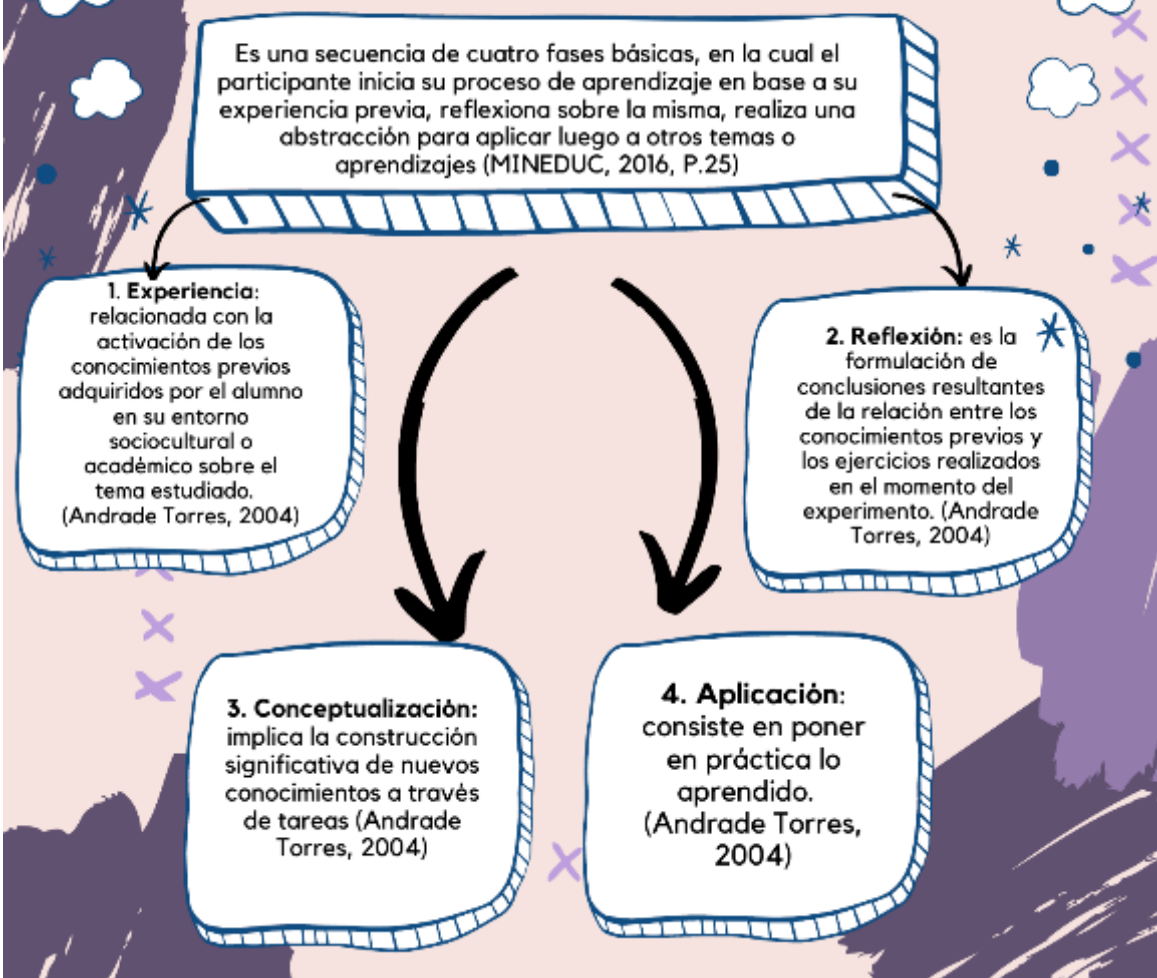 Es una secuencia de cuatro fases básicas, en la cual el
participante inicia su proceso de aprendizaje en base a su
experiencia previa, reflexiona sobre la misma, realiza una
abstracción para aplicar luego a otros temas o
aprendizajes (MINEDUC, 2016, P.25)
1. Experiencia:
relacionada con la
activación de los
conocimientos previos
adquiridos por el alumno
en su entorno
sociocultural o
académico sobre el
tema estudiado.
(Andrade Torres, 2004)
2. Reflexión: es la
formulación de
conclusiones resultantes
de la relación entre los
conocimientos previos y
los ejercicios realizados
en el momento del
experimento. (Andrade
Torres, 2004)
3. Conceptualización:
implica la construcción
significativa de nuevos
conocimientos a través
de tareas (Andrade
Torres, 2004)
4. Aplicación:
consiste en poner
en práctica lo
aprendido.
(Andrade Torres,
2004)